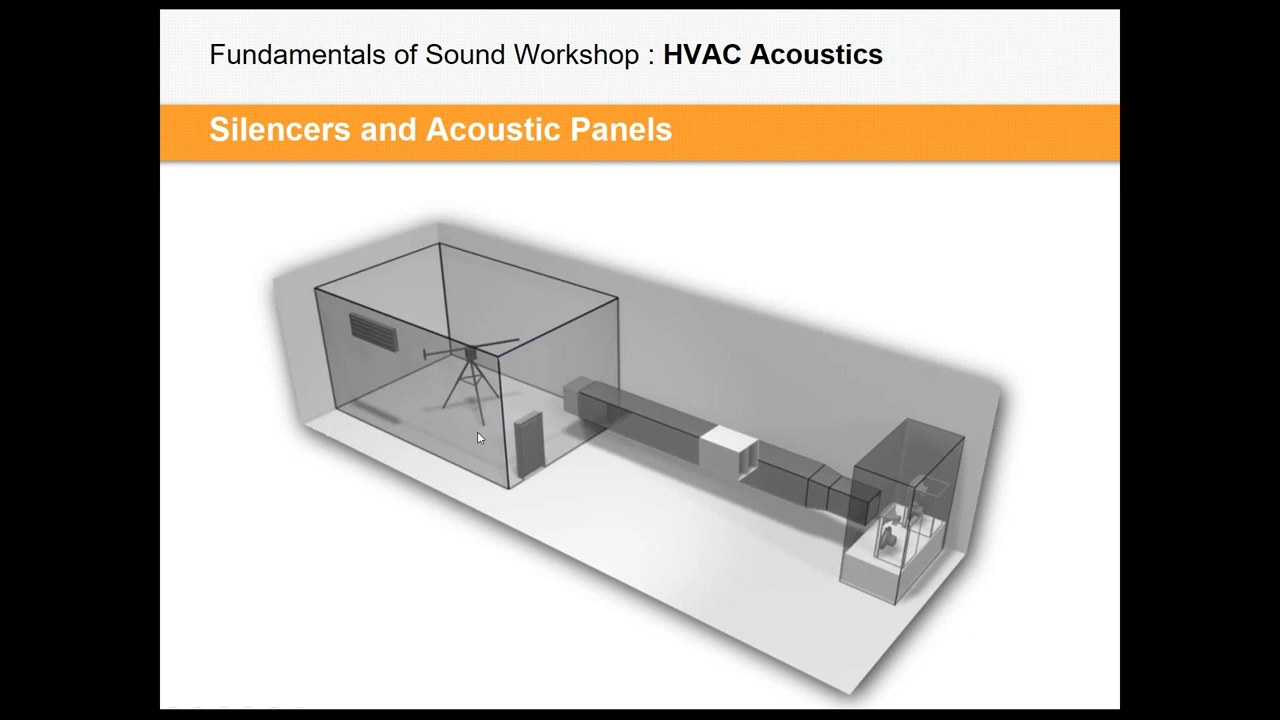 Fundamentals of Sound Workshop : HVAC Acoustics
Silencers and Acoustic Panels